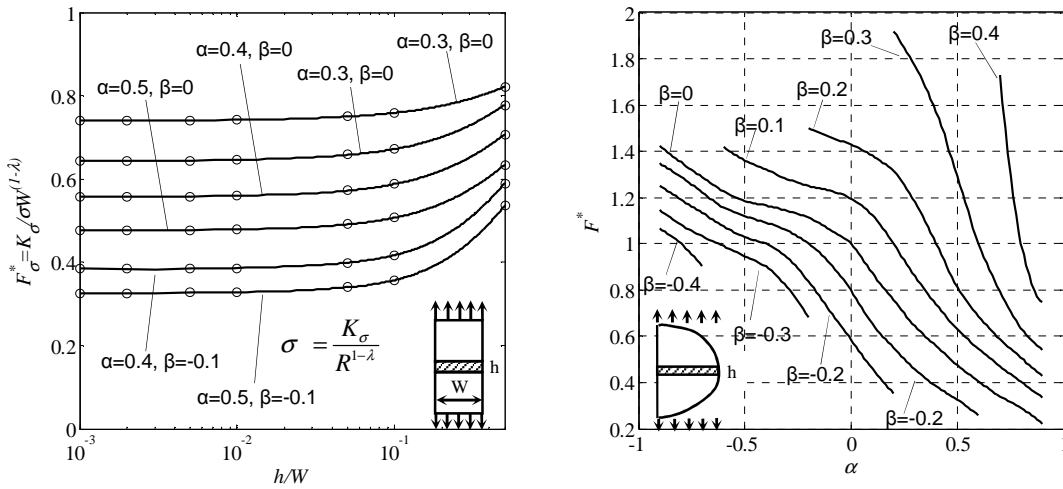 1
0.8
0.6
0.4
0.2
0
10^-3
10^-2
10^-1
h/W
F*σ=Kσ/σW^(1-λ)
α=0.3, β=0
α=0.4, β=0
α=0.3, β=0
α=0.5, β=0
α=0.4, β=-0.1
α=0.5, β=-0.1
σ = Kσ / R^1-λ
W
h
2
1.8
1.6
1.4
1.2
1
0.8
0.6
0.4
0.2
-1
-0.5
0
0.5
1
α
F*
β=0.4
β=0.3
β=0.2
β=0.1
β=0
β=-0.4
β=-0.3
β=-0.2
β=-0.2
h